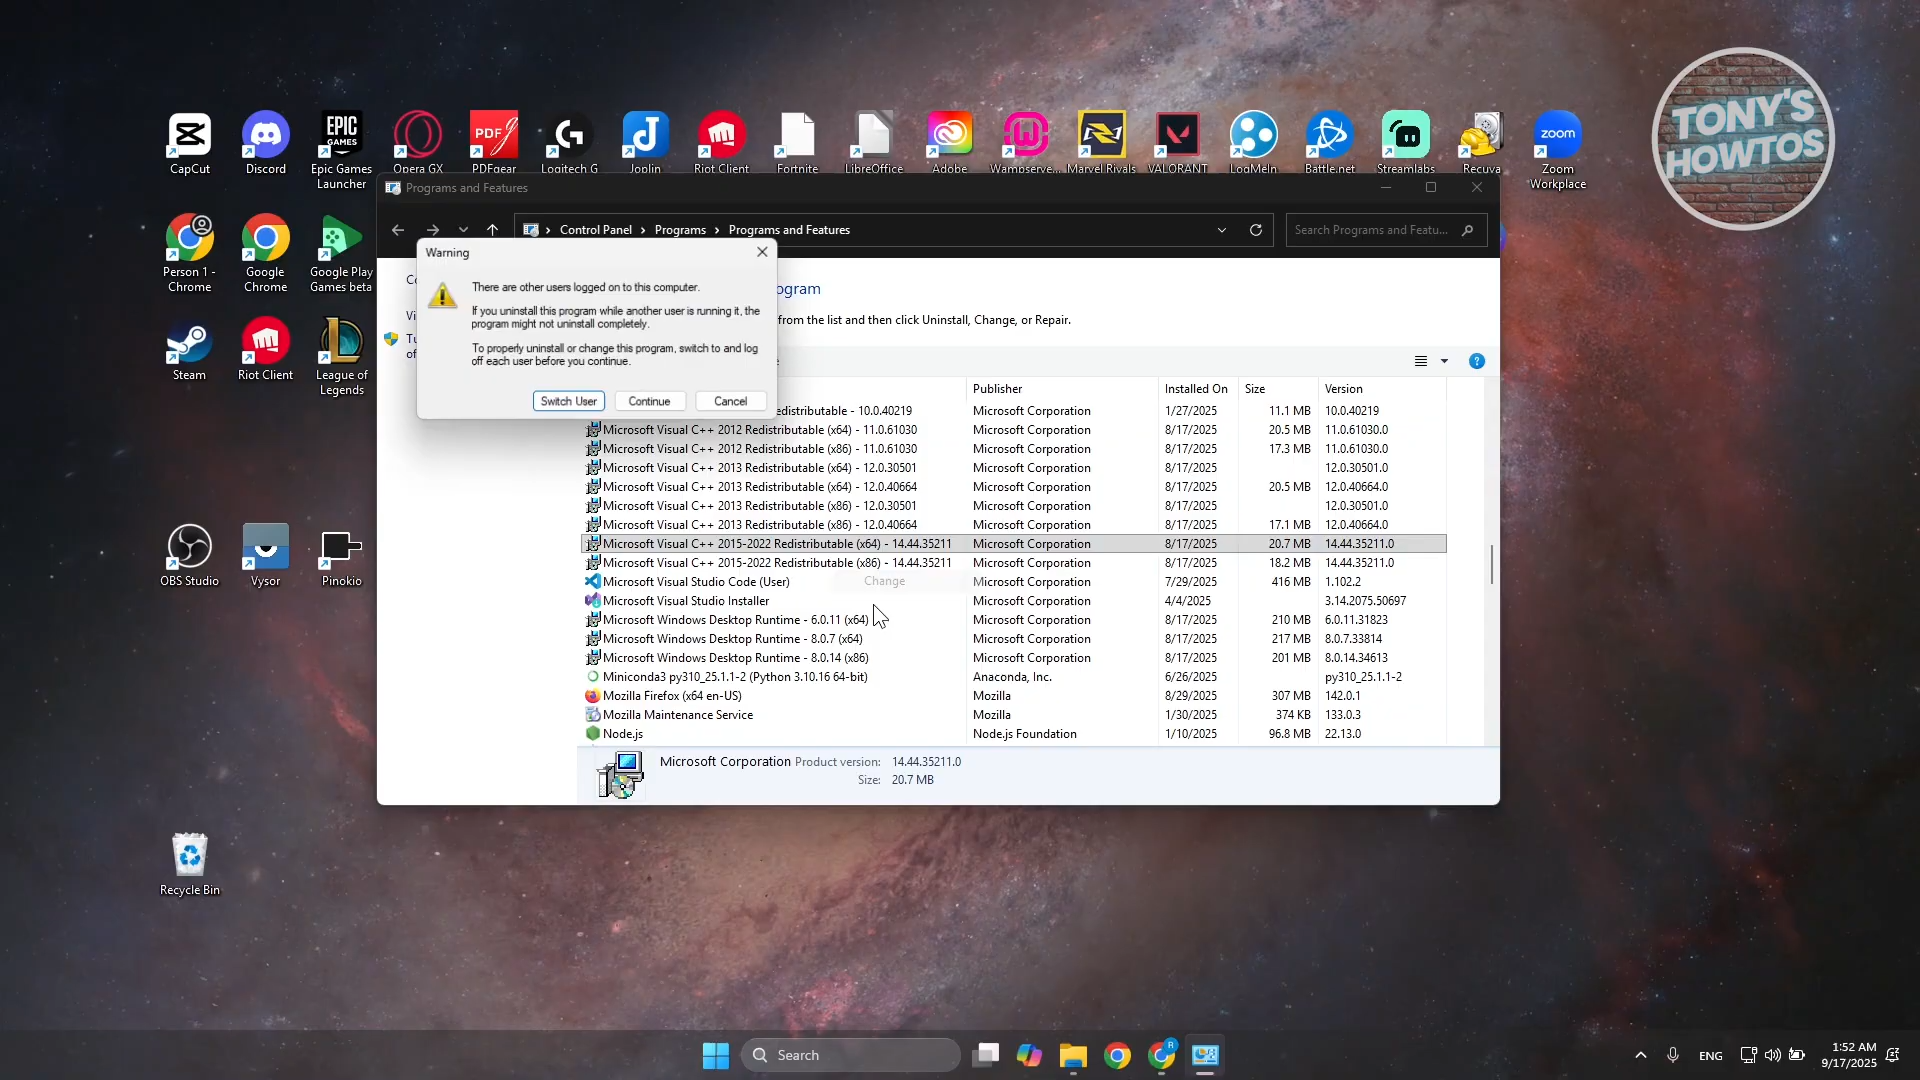 TONY'S
HOWTOS
CapCut
Discord
EPIC
GAMES
Epic Games
Launcher
Opera GX
PDF
PDFgear
Logitech G
Joplin
Riot Client
Fortnite
LibreOffice
Adobe
Wampserve...
Marvel Rivals
VALORANT
LogMeIn
Battle.net
Streamlabs
Recuva
zoom
Zoom
Workplace
Person 1 -
Chrome
Google
Chrome
Google Play
Games beta
Steam
Riot Client
League of
Legends
OBS Studio
Vysor
Pinokio
Recycle Bin
Programs and Features
Control Panel > Programs > Programs and Features
Search Programs and Featu...
Warning
There are other users logged on to this computer.
If you uninstall this program while another user is running it, the
program might not uninstall completely.
To properly uninstall or change this program, switch to and log
off each user before you continue.
Switch User Continue Cancel
ogram
from the list and then click Uninstall, Change, or Repair.
Publisher Installed On Size Version
edistributable - 10.0.40219 Microsoft Corporation 1/27/2025 11.1 MB 10.0.40219
Microsoft Visual C++ 2012 Redistributable (x64) - 11.0.61030 Microsoft Corporation 8/17/2025 20.5 MB 11.0.61030.0
Microsoft Visual C++ 2012 Redistributable (x86) - 11.0.61030 Microsoft Corporation 8/17/2025 17.3 MB 11.0.61030.0
Microsoft Visual C++ 2013 Redistributable (x64) - 12.0.30501 Microsoft Corporation 8/17/2025 12.0.30501.0
Microsoft Visual C++ 2013 Redistributable (x64) - 12.0.40664 Microsoft Corporation 8/17/2025 20.5 MB 12.0.40664.0
Microsoft Visual C++ 2013 Redistributable (x86) - 12.0.30501 Microsoft Corporation 8/17/2025 12.0.30501.0
Microsoft Visual C++ 2013 Redistributable (x86) - 12.0.40664 Microsoft Corporation 8/17/2025 17.1 MB 12.0.40664.0
Microsoft Visual C++ 2015-2022 Redistributable (x64) - 14.44.35211 Microsoft Corporation 8/17/2025 20.7 MB 14.44.35211.0
Microsoft Visual C++ 2015-2022 Redistributable (x86) - 14.44.35211 Microsoft Corporation 8/17/2025 18.2 MB 14.44.35211.0
Microsoft Visual Studio Code (User) Change Microsoft Corporation 7/29/2025 416 MB 1.102.2
Microsoft Visual Studio Installer Microsoft Corporation 4/4/2025 3.14.2075.50697
Microsoft Windows Desktop Runtime - 6.0.11 (x64) Microsoft Corporation 8/17/2025 210 MB 6.0.11.31823
Microsoft Windows Desktop Runtime - 8.0.7 (x64) Microsoft Corporation 8/17/2025 217 MB 8.0.7.33814
Microsoft Windows Desktop Runtime - 8.0.14 (x86) Microsoft Corporation 8/17/2025 201 MB 8.0.14.34613
Miniconda3 py310_25.1.1-2 (Python 3.10.16 64-bit) Anaconda, Inc. 6/26/2025 py310_25.1.1-2
Mozilla Firefox (x64 en-US) Mozilla 8/29/2025 307 MB 142.0.1
Mozilla Maintenance Service Mozilla 1/30/2025 374 KB 133.0.3
Node.js Node.js Foundation 1/10/2025 96.8 MB 22.13.0
Microsoft Corporation Product version: 14.44.35211.0
Size: 20.7 MB
Search
ENG
1:52 AM
9/17/2025